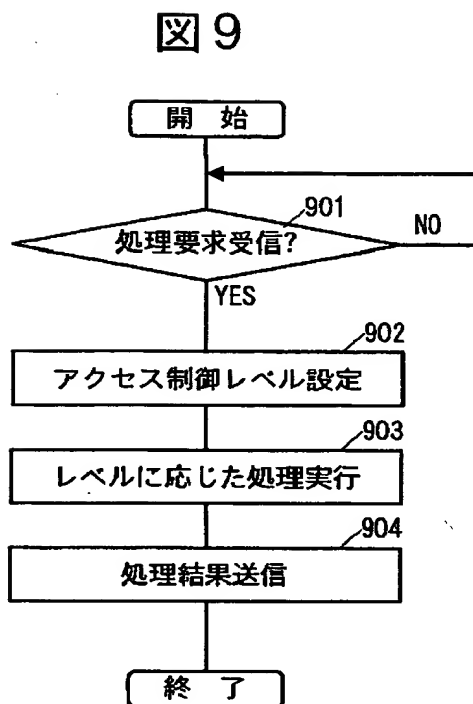 図9
開 始
901
処理要求受信?
NO
YES
902
アクセス制御レベル設定
903
レベルに応じた処理実行
904
処理結果送信
終 了